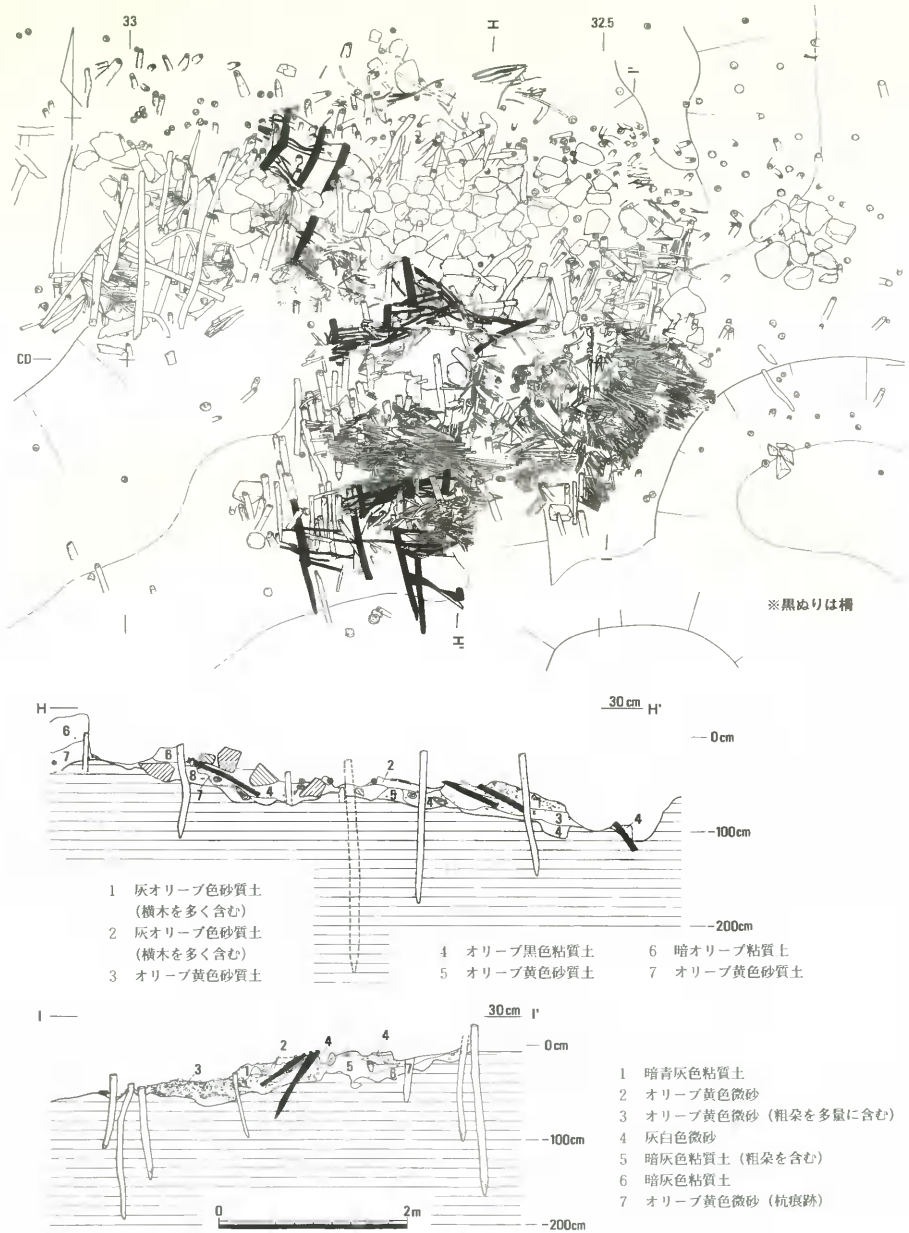 33
エ
32.5
CD
※黒ぬりは柵
エ
H
30cm H'
0cm
-100cm
-200cm
6
7
6
8
7
4
2
5
4
1
3
4
4
1 灰オリーブ色砂質土
(横木を多く含む)
2 灰オリーブ色砂質土
(横木を多く含む)
3 オリーブ黄色砂質土
4 オリーブ黒色粘質土
5 オリーブ黄色砂質土
6 暗オリーブ粘質土
7 オリーブ黄色砂質土
I
30cm I'
0cm
-100cm
-200cm
3
2
1
4
5
4
6
7
1 暗青灰色粘質土
2 オリーブ黄色微砂
3 オリーブ黄色微砂(粗朶を多量に含む)
4 灰白色微砂
5 暗灰色粘質土(粗朶を含む)
6 暗灰色粘質土
7 オリーブ黄色微砂(杭痕跡)
0 2m